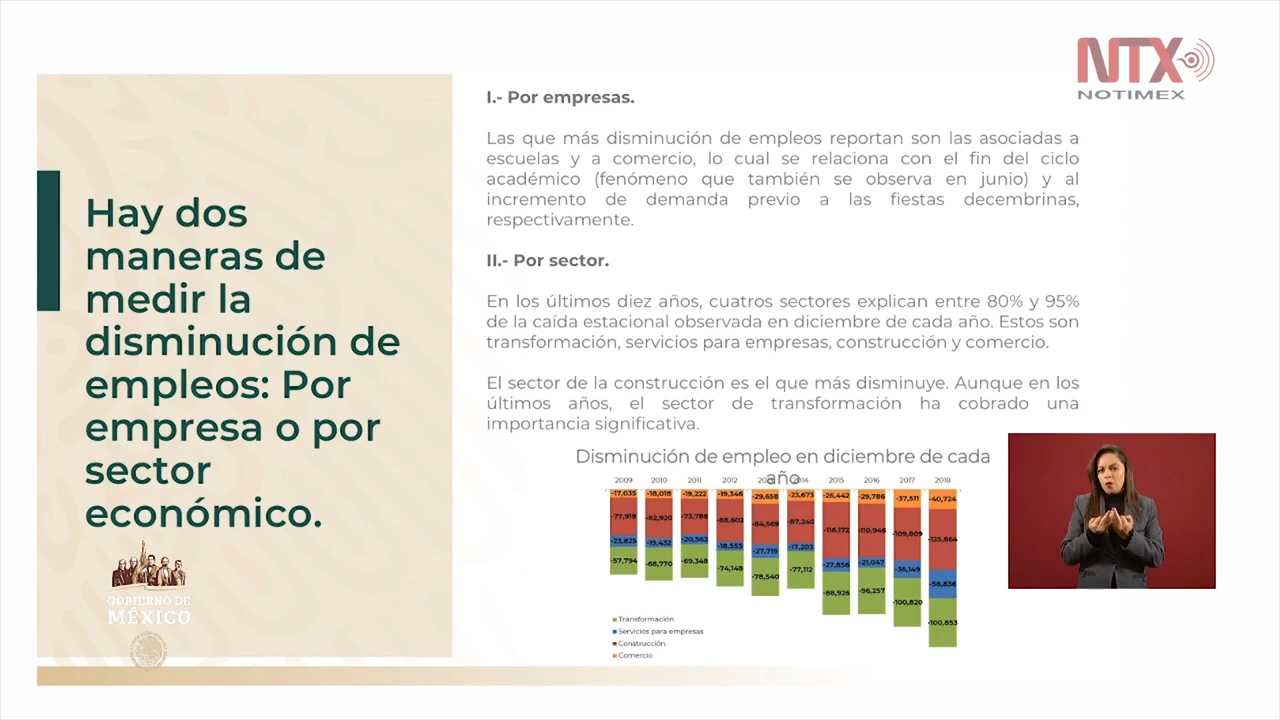 NTX
NOTIMEX
Hay dos
maneras de
medir la
disminución de
empleos: Por
empresa o por
sector
económico.
GOBIERNO DE
MÉXICO
I.- Por empresas.
Las que más disminución de empleos reportan son las asociadas a
escuelas y a comercio, lo cual se relaciona con el fin del ciclo
académico (fenómeno que también se observa en junio) y al
incremento de demanda previo a las fiestas decembrinas,
respectivamente.
II.- Por sector.
En los últimos diez años, cuatros sectores explican entre 80% y 95%
de la caída estacional observada en diciembre de cada año. Estos son
transformación, servicios para empresas, construcción y comercio.
El sector de la construcción es el que más disminuye. Aunque en los
últimos años, el sector de transformación ha cobrado una
importancia significativa.
Disminución de empleo en diciembre de cada
año
2009 2010 2011 2012 2014 2015 2016 2017 2018
-17,035 -18,018 -19,222 -19,346 -29,658 -23,673 -26,442 -29,786 -37,511 -40,724
-77,918 -82,920 -73,788 -88,602 -84,569 -87,240 -116,172 -110,946 -109,809 -125,864
-23,825 -19,432 -20,562 -18,555 -27,719 -17,203 -27,856 -21,047 -36,149 -58,836
-57,794 -68,770 -69,348 -74,148 -78,540 -77,112 -88,926 -96,257 -100,820 -100,853
Transformación
Servicios para empresas
Construcción
Comercio